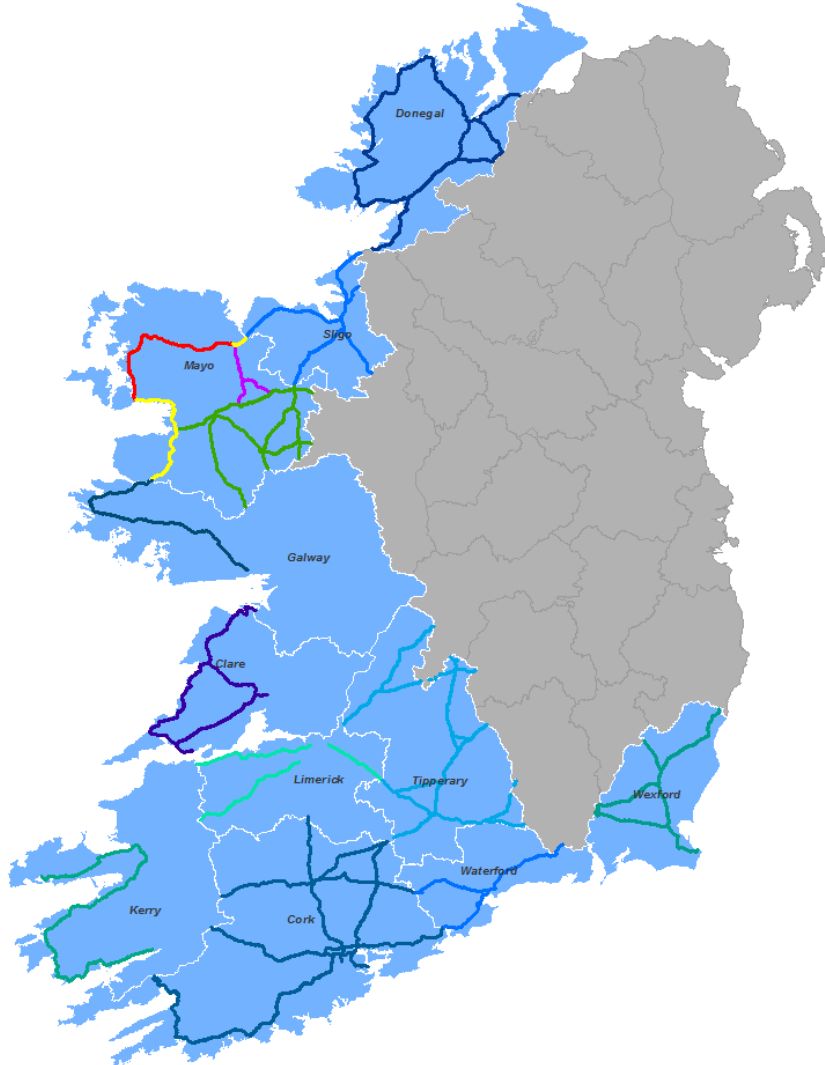 Donegal
Sligo
Mayo
Galway
Clare
Limerick
Tipperary
Wexford
Waterford
Kerry
Cork